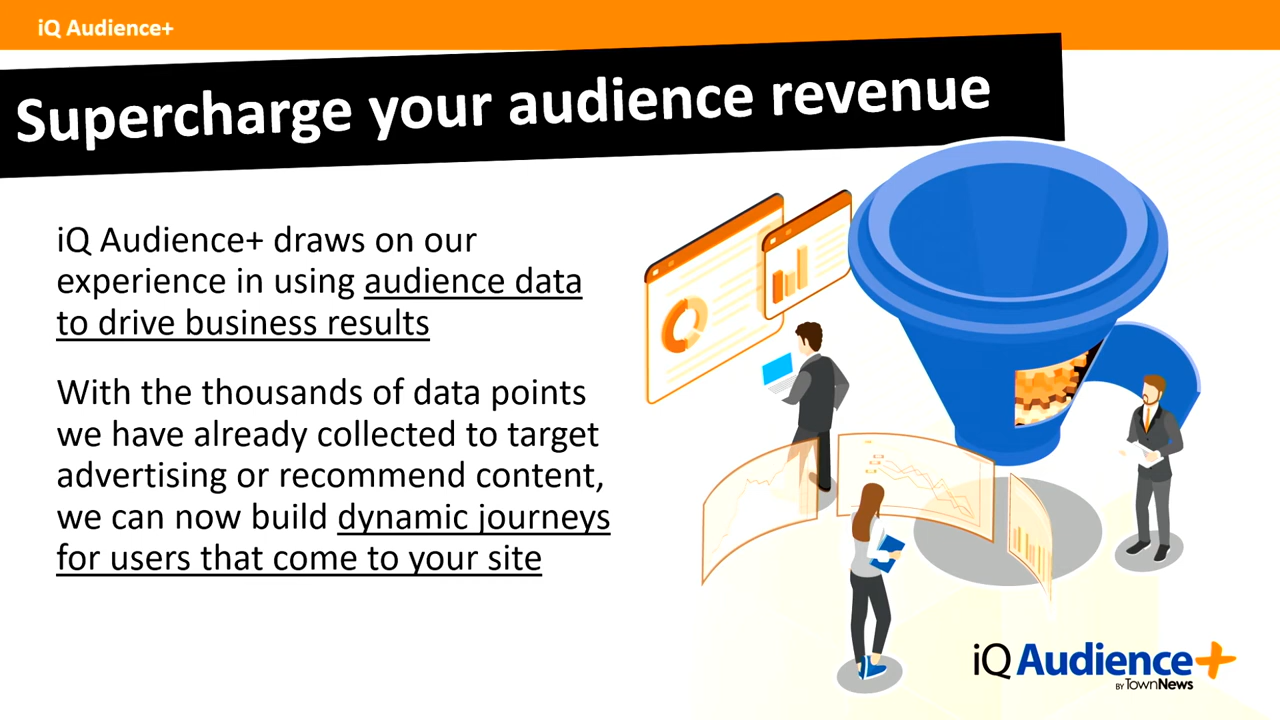 iQ Audience+
Supercharge your audience revenue
iQ Audience+ draws on our
experience in using audience data
to drive business results
With the thousands of data points
we have already collected to target
advertising or recommend content,
we can now build dynamic journeys
for users that come to your site
iQ Audience+
BY TownNews